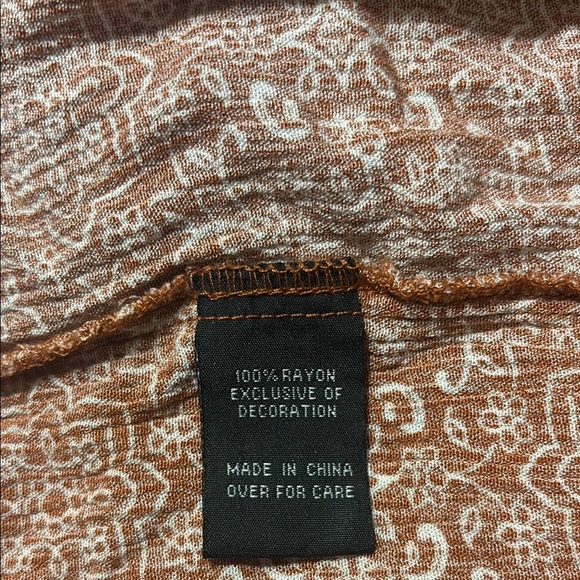 100% RAYON
EXCLUSIVE OF
DECORATION
MADE IN CHINA
OVER FOR CARE